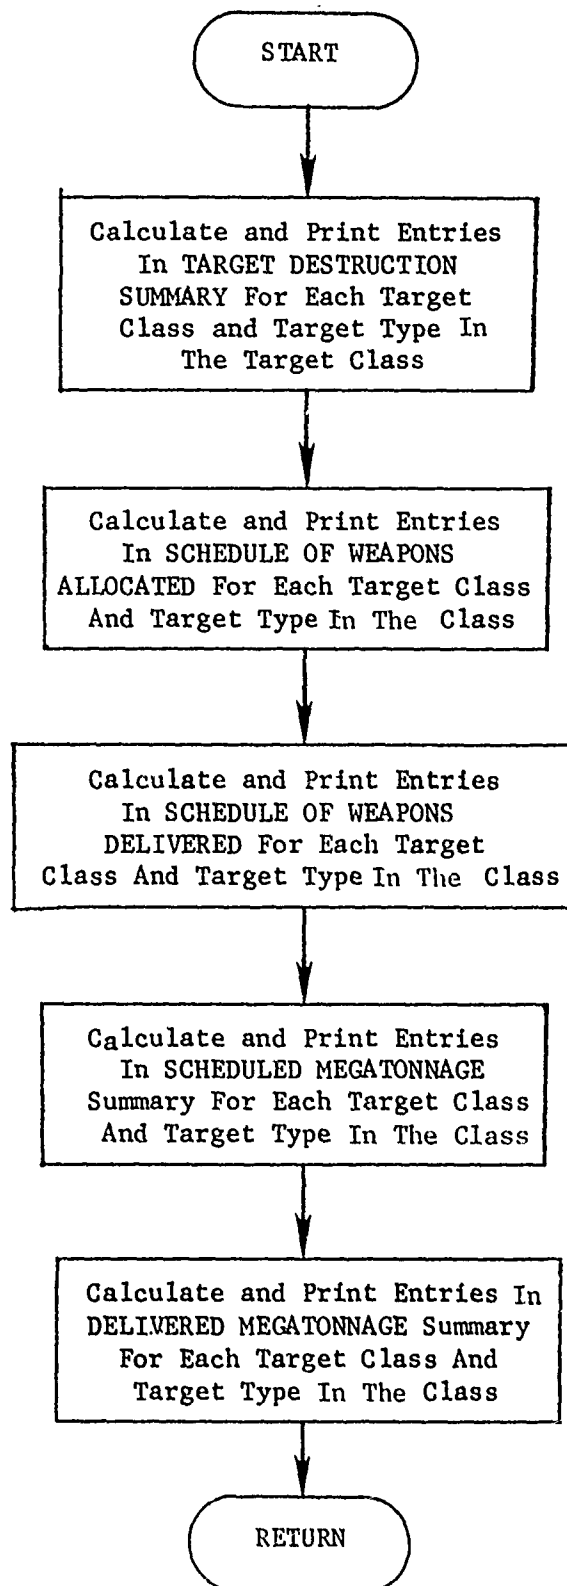 START
Calculate and Print Entries
In TARGET DESTRUCTION
SUMMARY For Each Target
Class and Target Type In
The Target Class
Calculate and Print Entries
In SCHEDULE OF WEAPONS
ALLOCATED For Each Target Class
And Target Type In The Class
Calculate and Print Entries
In SCHEDULE OF WEAPONS
DELIVERED For Each Target
Class And Target Type In The Class
Calculate and Print Entries
In SCHEDULED MEGATONNAGE
Summary For Each Target Class
And Target Type In The Class
Calculate and Print Entries In
DELIVERED MEGATONNAGE Summary
For Each Target Class And
Target Type In The Class
RETURN